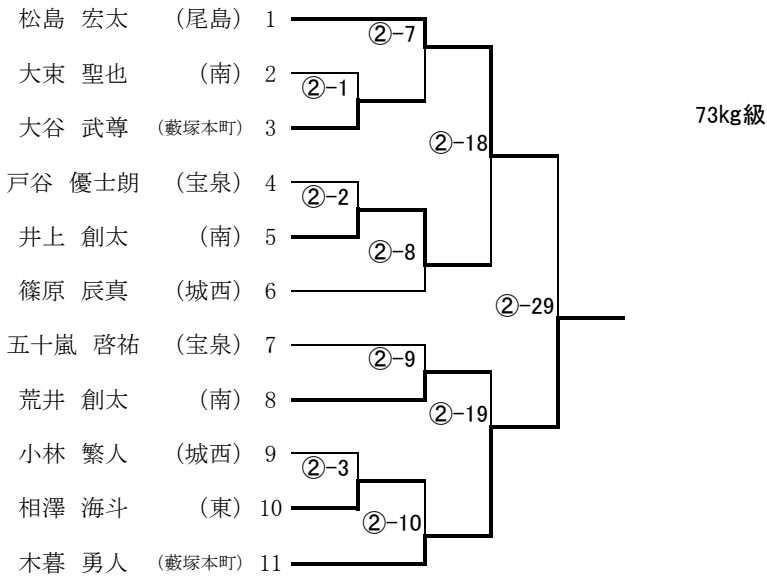 松島 宏太 (尾島) 1
②-7
大束 聖也 (南) 2
②-1
大谷 武尊 (藪塚本町) 3
73kg級
②-18
戸谷 優士朗 (宝泉) 4
②-2
井上 創太 (南) 5
②-8
篠原 辰真 (城西) 6
②-29
五十嵐 啓祐 (宝泉) 7
②-9
荒井 創太 (南) 8
②-19
小林 繁人 (城西) 9
②-3
相澤 海斗 (東) 10
②-10
木暮 勇人 (藪塚本町) 11